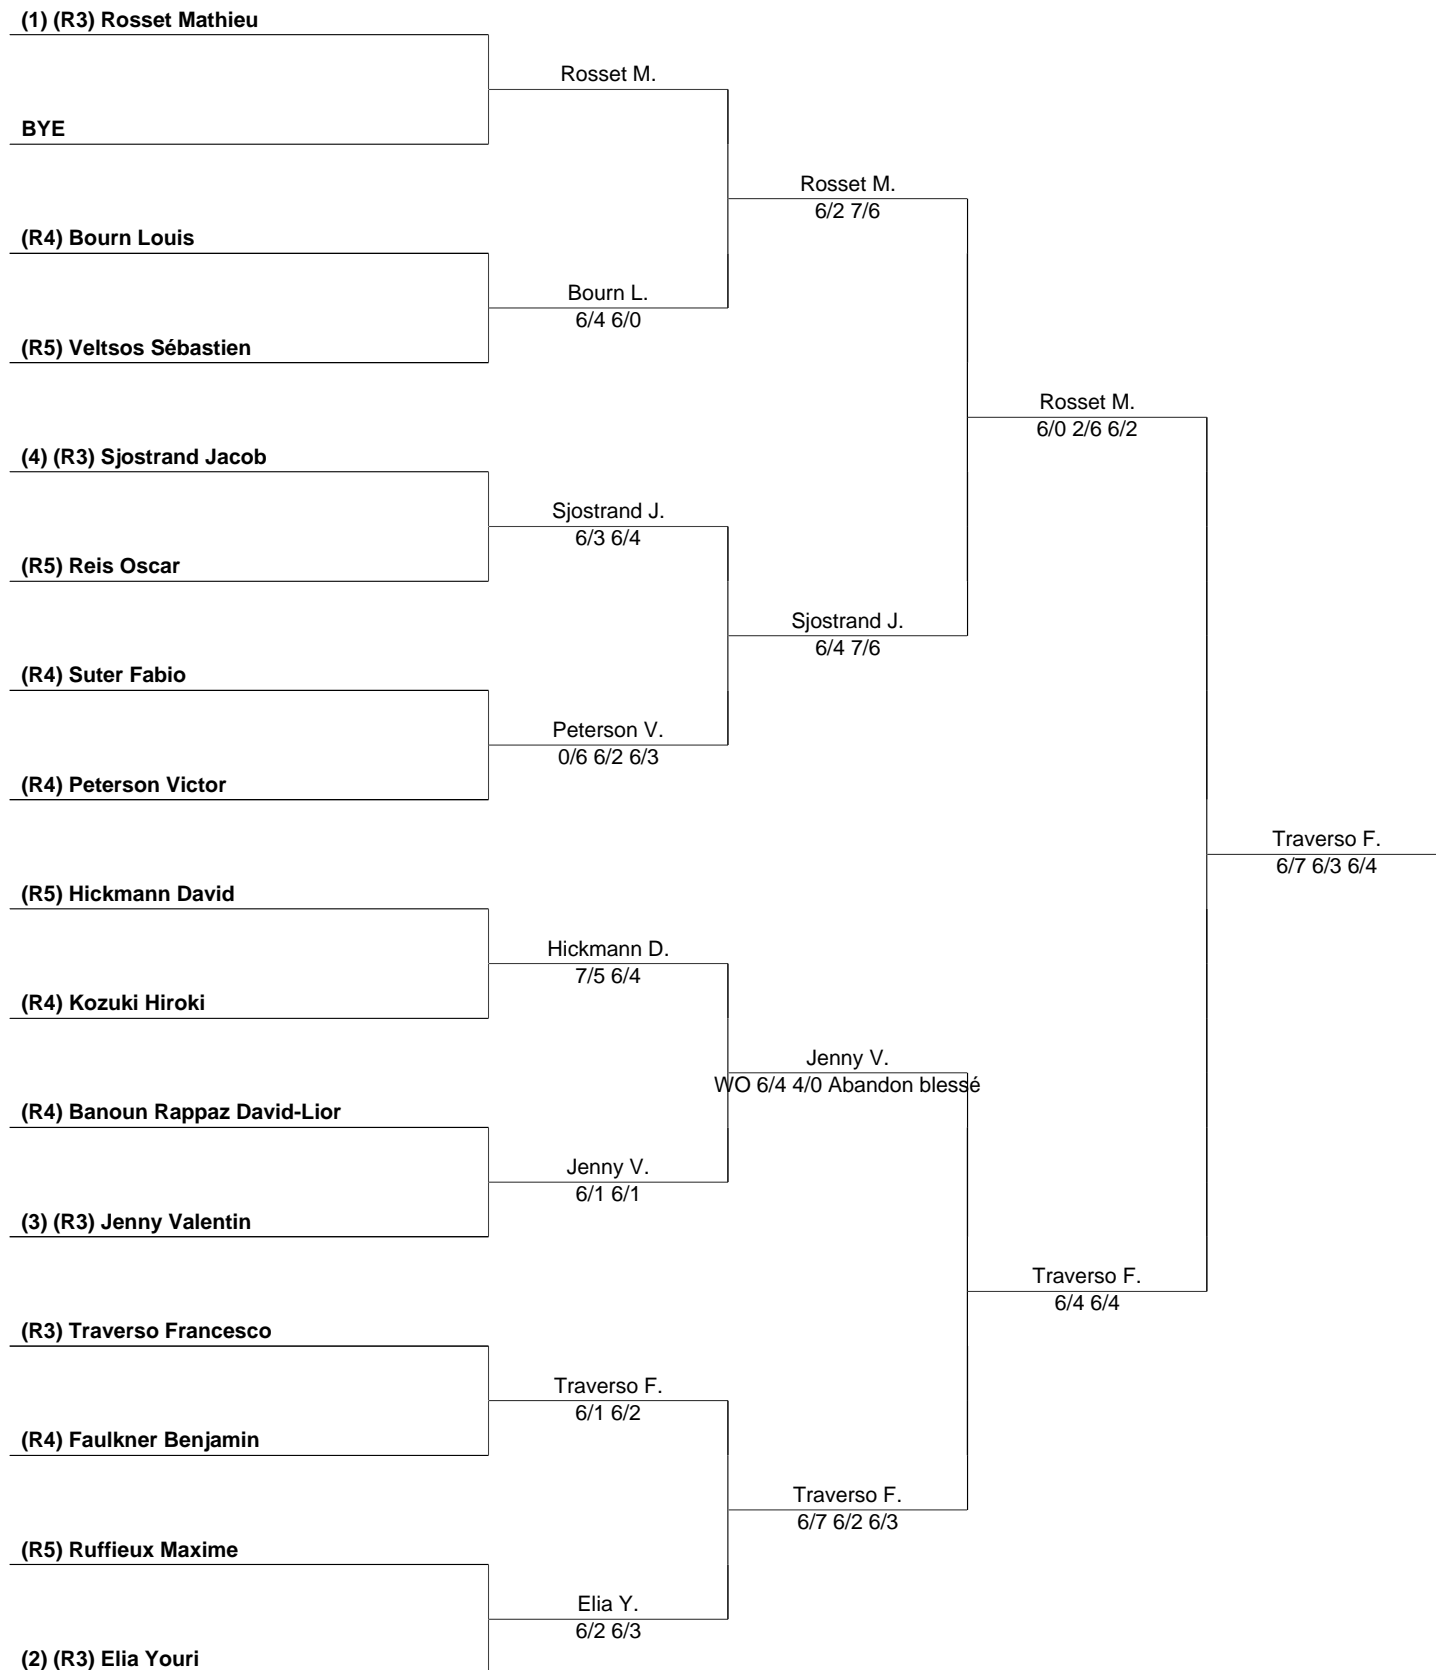 (1) (R3) Rosset Mathieu
Rosset M.
BYE
Rosset M.
6/2 7/6
(R4) Bourn Louis
Bourn L.
6/4 6/0
(R5) Veltsos Sébastien
Rosset M.
6/0 2/6 6/2
(4) (R3) Sjostrand Jacob
Sjostrand J.
6/3 6/4
(R5) Reis Oscar
Sjostrand J.
6/4 7/6
(R4) Suter Fabio
Peterson V.
0/6 6/2 6/3
(R4) Peterson Victor
Traverso F.
6/7 6/3 6/4
(R5) Hickmann David
Hickmann D.
7/5 6/4
(R4) Kozuki Hiroki
Jenny V.
WO 6/4 4/0 Abandon blessé
(R4) Banoun Rappaz David-Lior
Jenny V.
6/1 6/1
(3) (R3) Jenny Valentin
Traverso F.
6/4 6/4
(R3) Traverso Francesco
Traverso F.
6/1 6/2
(R4) Faulkner Benjamin
Traverso F.
6/7 6/2 6/3
(R5) Ruffieux Maxime
Elia Y.
6/2 6/3
(2) (R3) Elia Youri